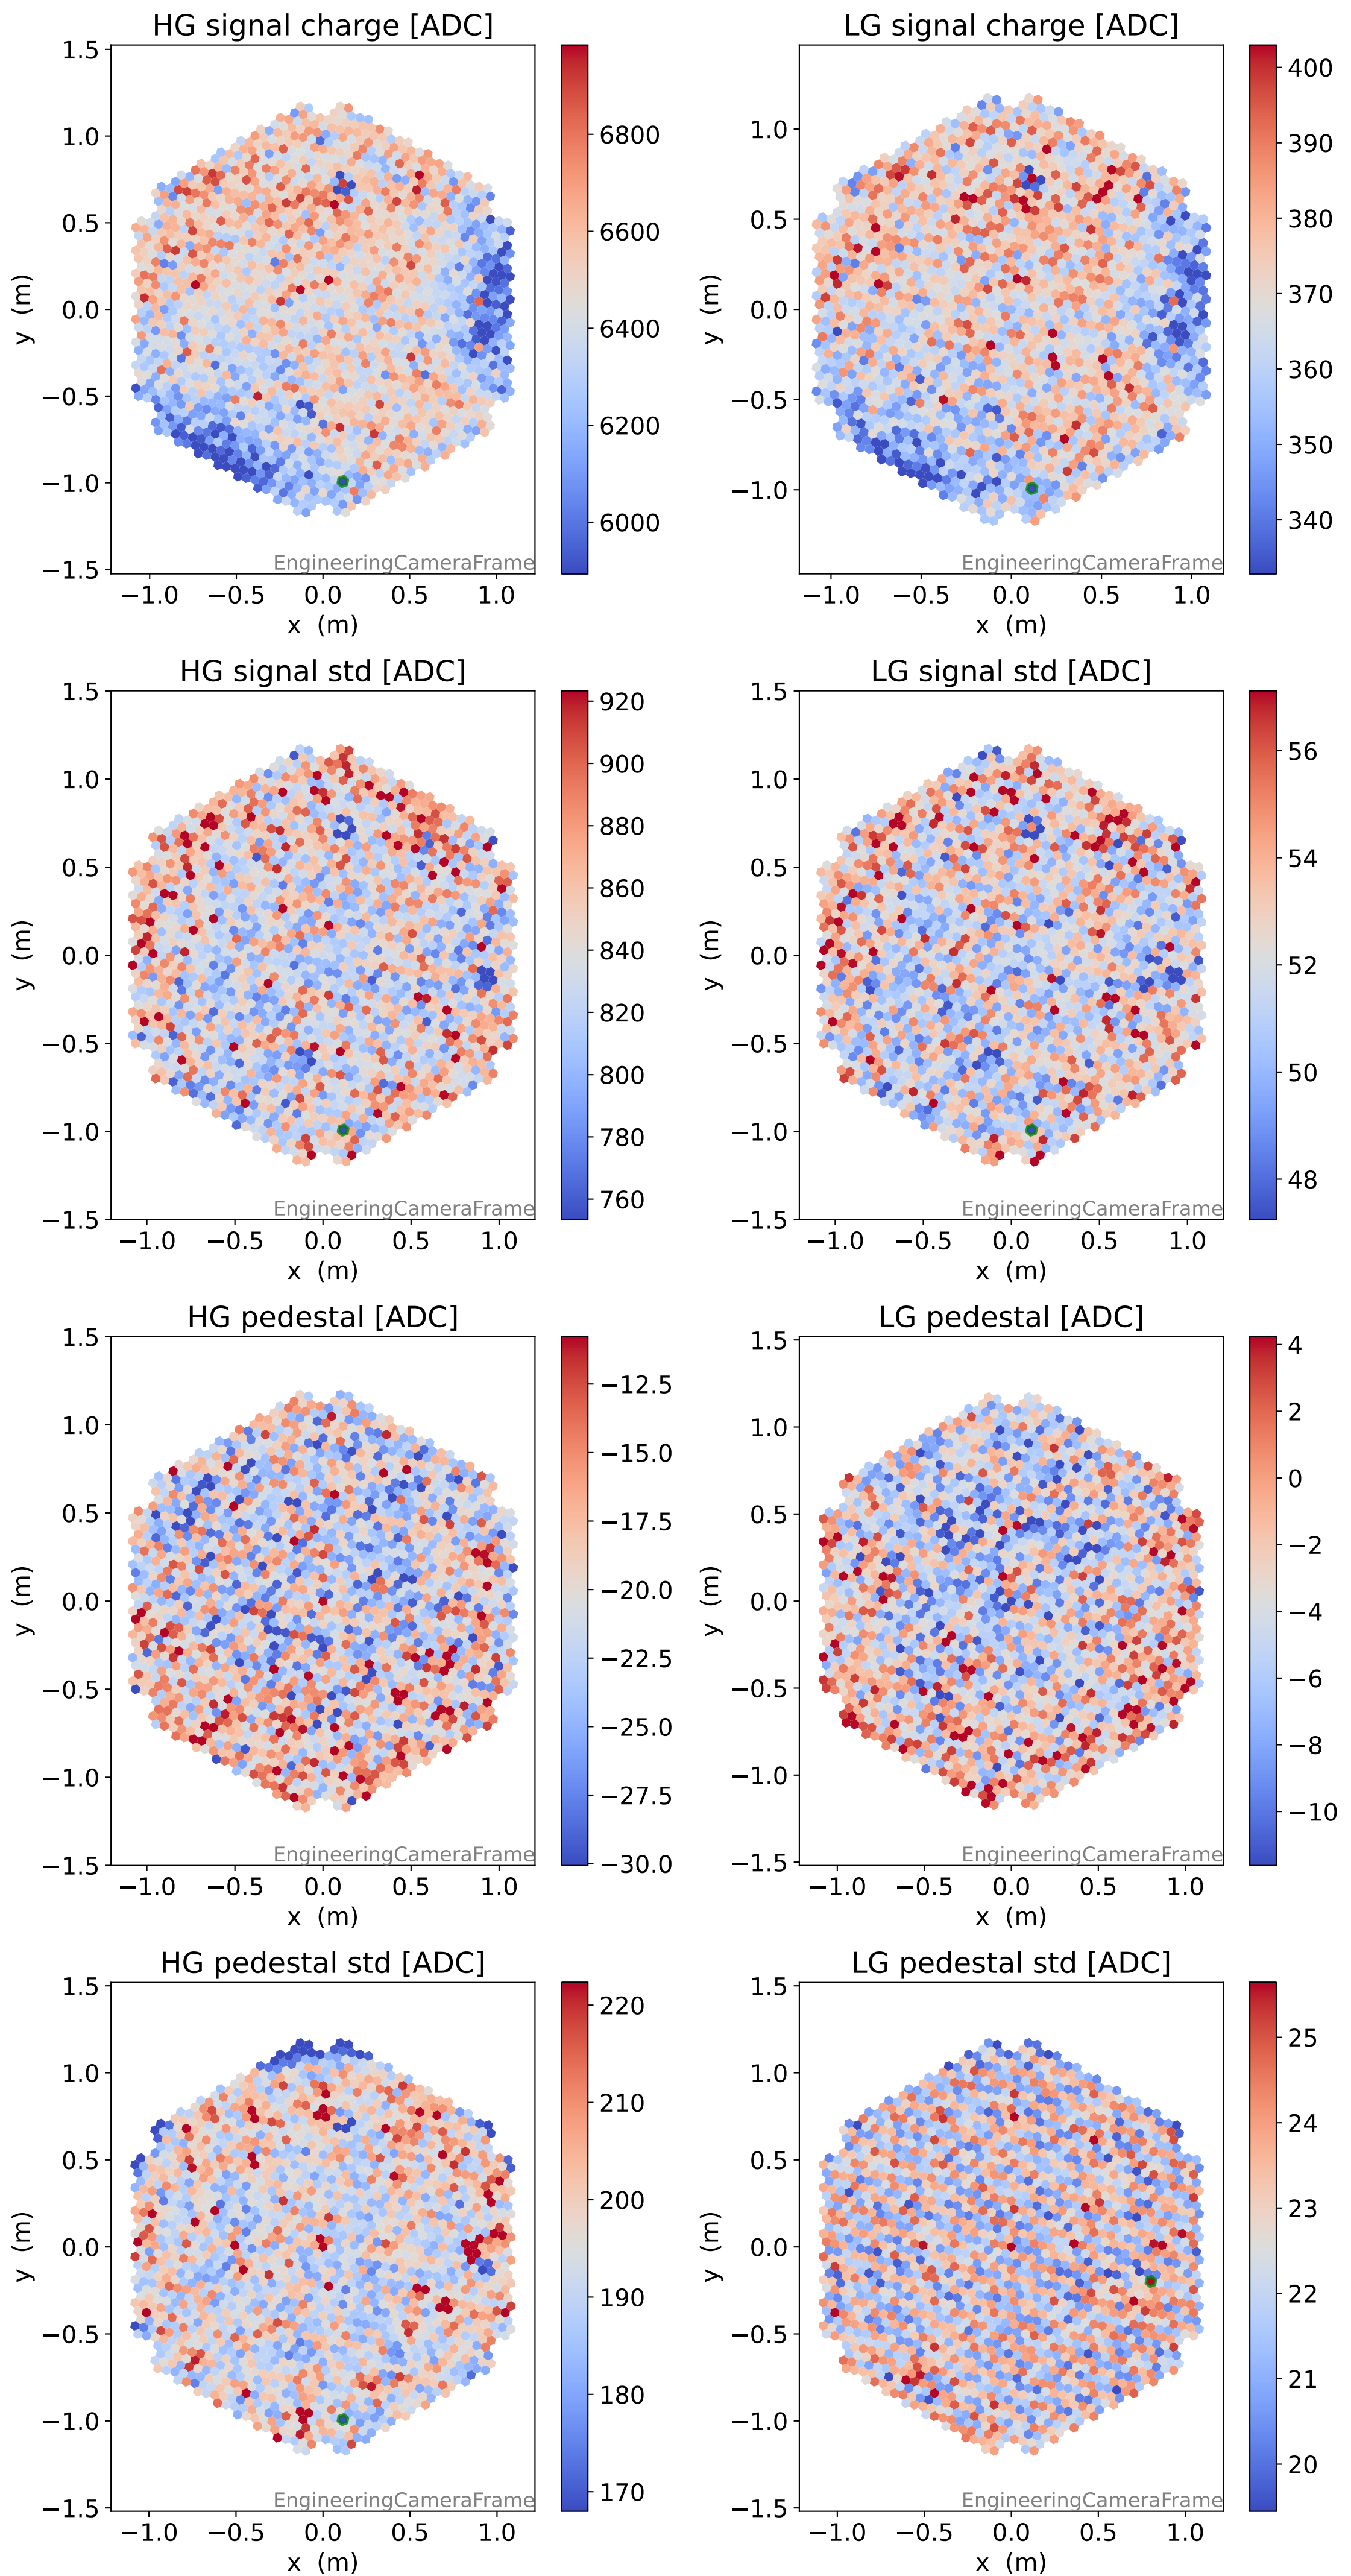 HG signal charge [ADC]
1.5
1.0
0.5
0.0
−0.5
−1.0
−1.5
y (m)
−1.0 −0.5 0.0 0.5 1.0
x (m)
EngineeringCameraFrame
6800
6600
6400
6200
6000
LG signal charge [ADC]
1.0
0.5
0.0
−0.5
−1.0
y (m)
−1.0 −0.5 0.0 0.5 1.0
x (m)
EngineeringCameraFrame
400
390
380
370
360
350
340
HG signal std [ADC]
1.5
1.0
0.5
0.0
−0.5
−1.0
−1.5
y (m)
−1.0 −0.5 0.0 0.5 1.0
x (m)
EngineeringCameraFrame
920
900
880
860
840
820
800
780
760
LG signal std [ADC]
1.5
1.0
0.5
0.0
−0.5
−1.0
−1.5
y (m)
−1.0 −0.5 0.0 0.5 1.0
x (m)
EngineeringCameraFrame
56
54
52
50
48
HG pedestal [ADC]
1.5
1.0
0.5
0.0
−0.5
−1.0
−1.5
y (m)
−1.0 −0.5 0.0 0.5 1.0
x (m)
EngineeringCameraFrame
−12.5
−15.0
−17.5
−20.0
−22.5
−25.0
−27.5
−30.0
LG pedestal [ADC]
1.5
1.0
0.5
0.0
−0.5
−1.0
−1.5
y (m)
−1.0 −0.5 0.0 0.5 1.0
x (m)
EngineeringCameraFrame
4
2
0
−2
−4
−6
−8
−10
HG pedestal std [ADC]
1.5
1.0
0.5
0.0
−0.5
−1.0
−1.5
y (m)
−1.0 −0.5 0.0 0.5 1.0
x (m)
EngineeringCameraFrame
220
210
200
190
180
170
LG pedestal std [ADC]
1.5
1.0
0.5
0.0
−0.5
−1.0
−1.5
y (m)
−1.0 −0.5 0.0 0.5 1.0
x (m)
EngineeringCameraFrame
25
24
23
22
21
20